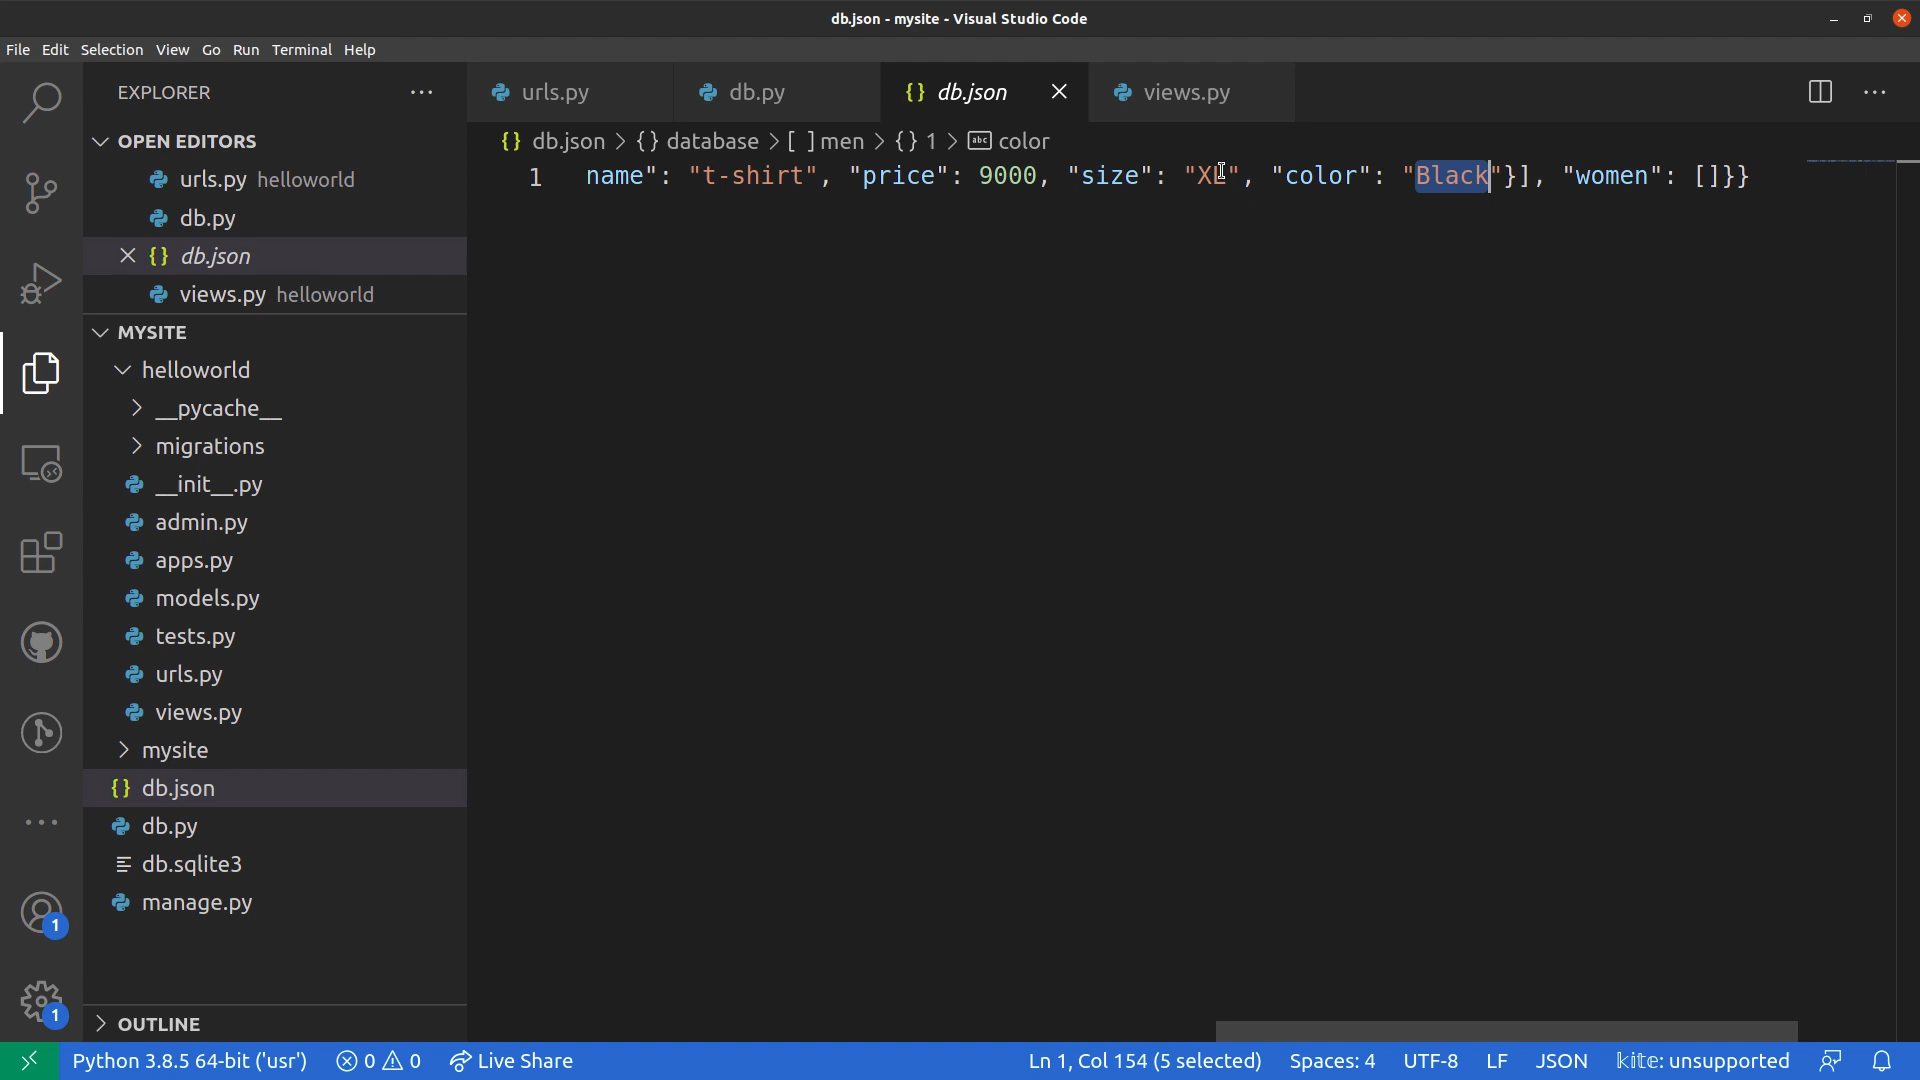 db.json - mysite - Visual Studio Code
File Edit Selection View Go Run Terminal Help
EXPLORER
OPEN EDITORS
urls.py helloworld
db.py
db.json
views.py helloworld
MYSITE
helloworld
__pycache__
migrations
__init__.py
admin.py
apps.py
models.py
tests.py
urls.py
views.py
mysite
{} db.json
db.py
db.sqlite3
manage.py
OUTLINE
urls.py db.py {} db.json views.py
{} db.json > {} database > [ ] men > {} 1 > abc color
1 name": "t-shirt", "price": 9000, "size": "XL", "color": "Black"}], "women": []}}
1
1
Python 3.8.5 64-bit ('usr') 0 0 Live Share Ln 1, Col 154 (5 selected) Spaces: 4 UTF-8 LF JSON kite: unsupported